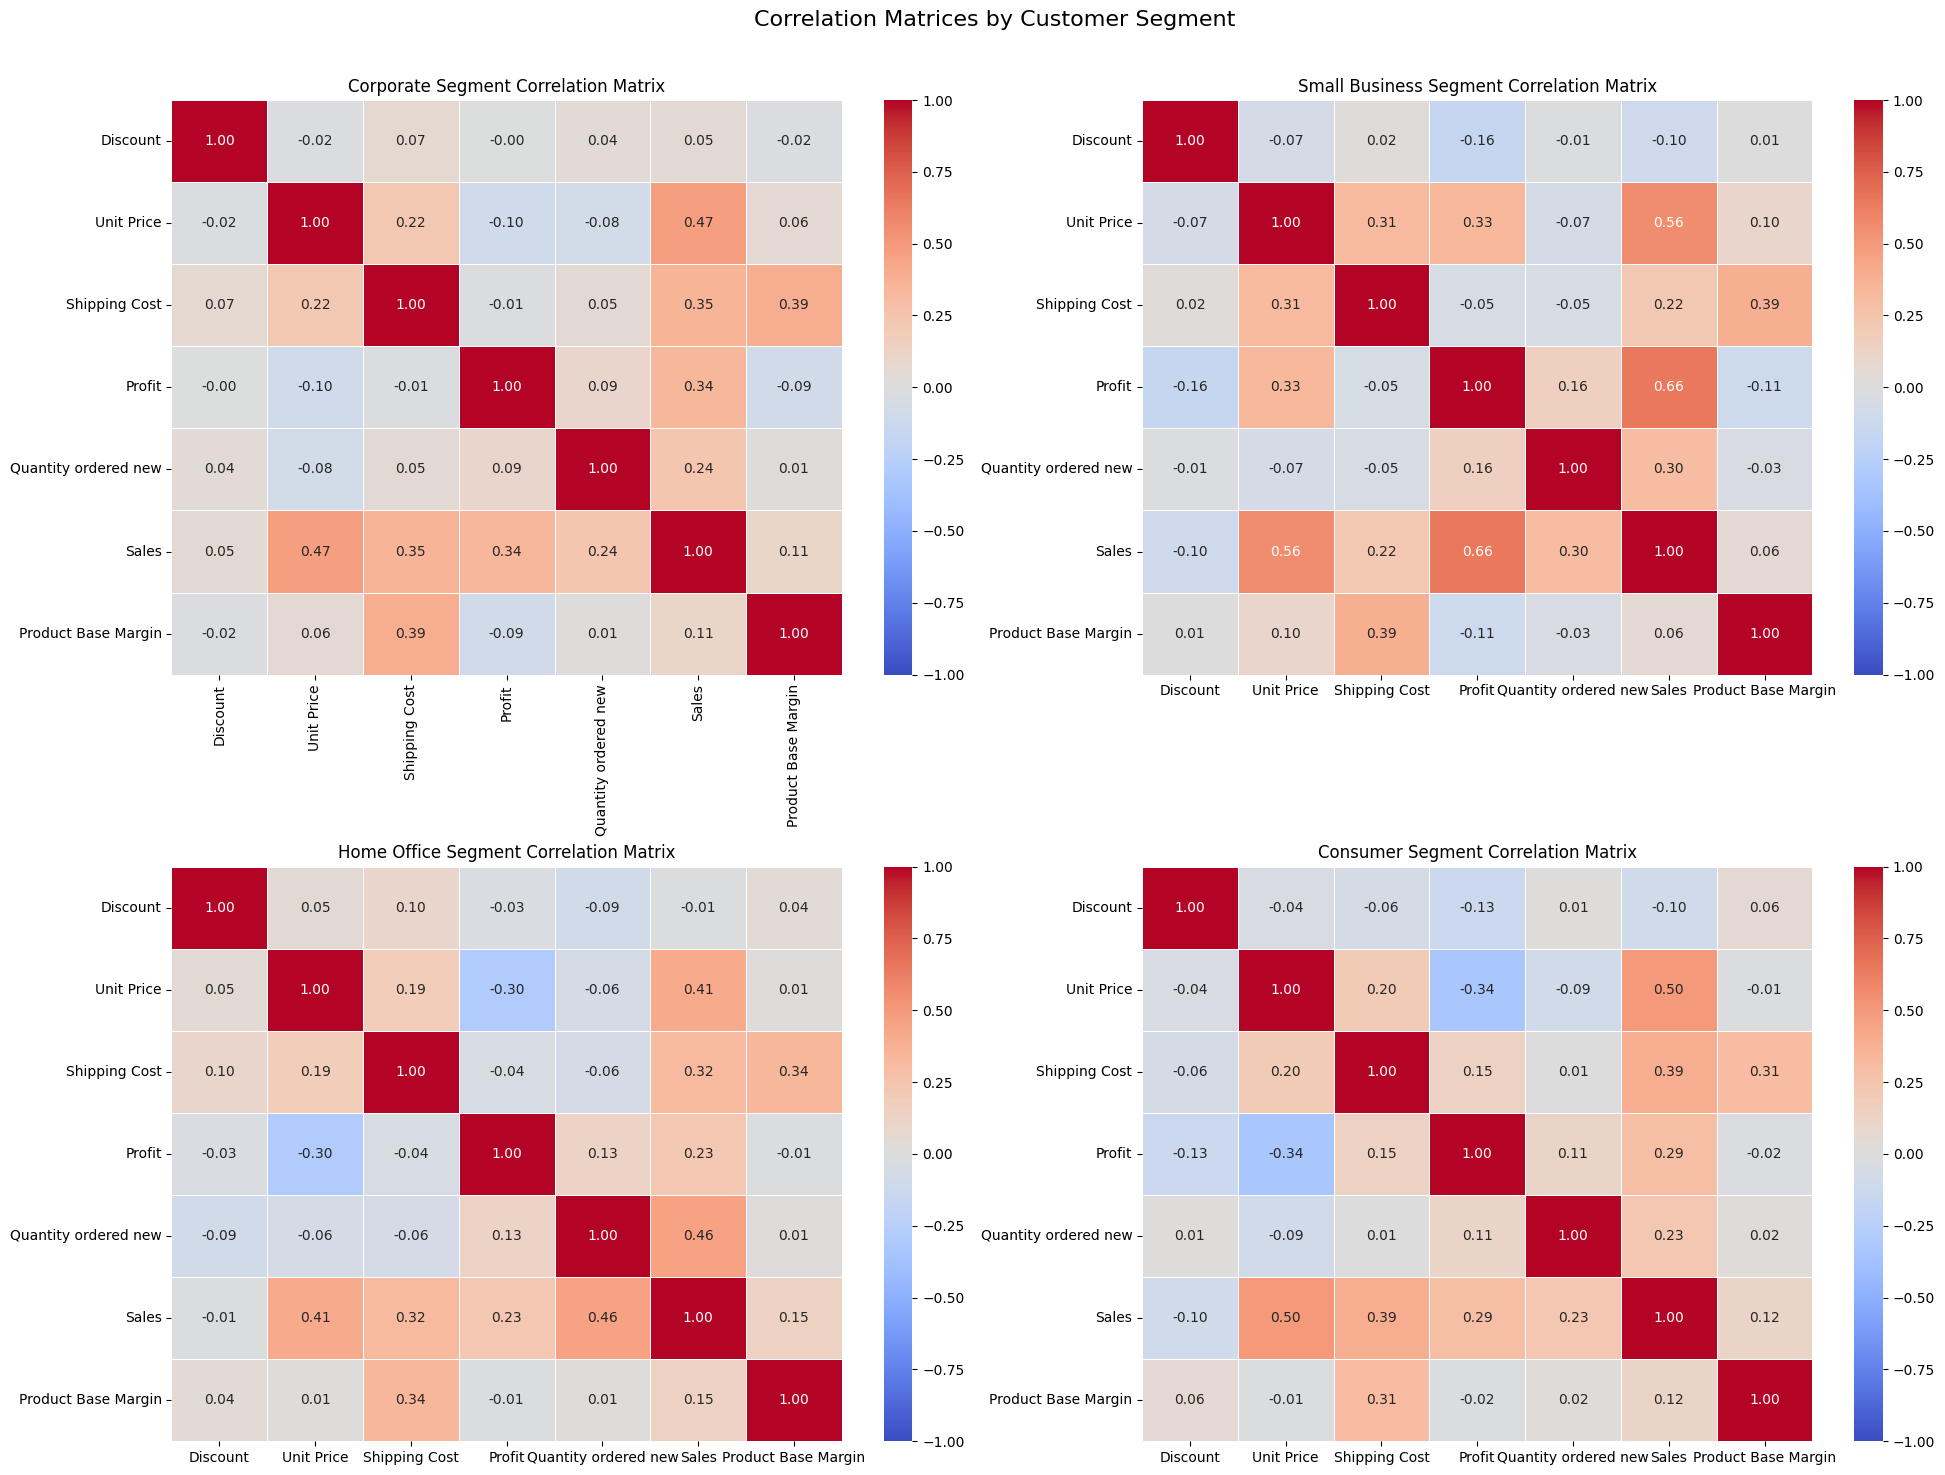 Correlation Matrices by Customer Segment
Corporate Segment Correlation Matrix
Discount 1.00 -0.02 0.07 -0.00 0.04 0.05 -0.02
Unit Price -0.02 1.00 0.22 -0.10 -0.08 0.47 0.06
Shipping Cost 0.07 0.22 1.00 -0.01 0.05 0.35 0.39
Profit -0.00 -0.10 -0.01 1.00 0.09 0.34 -0.09
Quantity ordered new 0.04 -0.08 0.05 0.09 1.00 0.24 0.01
Sales 0.05 0.47 0.35 0.34 0.24 1.00 0.11
Product Base Margin -0.02 0.06 0.39 -0.09 0.01 0.11 1.00
Discount Unit Price Shipping Cost Profit Quantity ordered new Sales Product Base Margin
1.00
0.75
0.50
0.25
0.00
−0.25
−0.50
−0.75
−1.00
Small Business Segment Correlation Matrix
Discount 1.00 -0.07 0.02 -0.16 -0.01 -0.10 0.01
Unit Price -0.07 1.00 0.31 0.33 -0.07 0.56 0.10
Shipping Cost 0.02 0.31 1.00 -0.05 -0.05 0.22 0.39
Profit -0.16 0.33 -0.05 1.00 0.16 0.66 -0.11
Quantity ordered new -0.01 -0.07 -0.05 0.16 1.00 0.30 -0.03
Sales -0.10 0.56 0.22 0.66 0.30 1.00 0.06
Product Base Margin 0.01 0.10 0.39 -0.11 -0.03 0.06 1.00
Discount Unit Price Shipping Cost Profit Quantity ordered new Sales Product Base Margin
1.00
0.75
0.50
0.25
0.00
−0.25
−0.50
−0.75
−1.00
Home Office Segment Correlation Matrix
Discount 1.00 0.05 0.10 -0.03 -0.09 -0.01 0.04
Unit Price 0.05 1.00 0.19 -0.30 -0.06 0.41 0.01
Shipping Cost 0.10 0.19 1.00 -0.04 -0.06 0.32 0.34
Profit -0.03 -0.30 -0.04 1.00 0.13 0.23 -0.01
Quantity ordered new -0.09 -0.06 -0.06 0.13 1.00 0.46 0.01
Sales -0.01 0.41 0.32 0.23 0.46 1.00 0.15
Product Base Margin 0.04 0.01 0.34 -0.01 0.01 0.15 1.00
Discount Unit Price Shipping Cost Profit Quantity ordered new Sales Product Base Margin
1.00
0.75
0.50
0.25
0.00
−0.25
−0.50
−0.75
−1.00
Consumer Segment Correlation Matrix
Discount 1.00 -0.04 -0.06 -0.13 0.01 -0.10 0.06
Unit Price -0.04 1.00 0.20 -0.34 -0.09 0.50 -0.01
Shipping Cost -0.06 0.20 1.00 0.15 0.01 0.39 0.31
Profit -0.13 -0.34 0.15 1.00 0.11 0.29 -0.02
Quantity ordered new 0.01 -0.09 0.01 0.11 1.00 0.23 0.02
Sales -0.10 0.50 0.39 0.29 0.23 1.00 0.12
Product Base Margin 0.06 -0.01 0.31 -0.02 0.02 0.12 1.00
Discount Unit Price Shipping Cost Profit Quantity ordered new Sales Product Base Margin
1.00
0.75
0.50
0.25
0.00
−0.25
−0.50
−0.75
−1.00